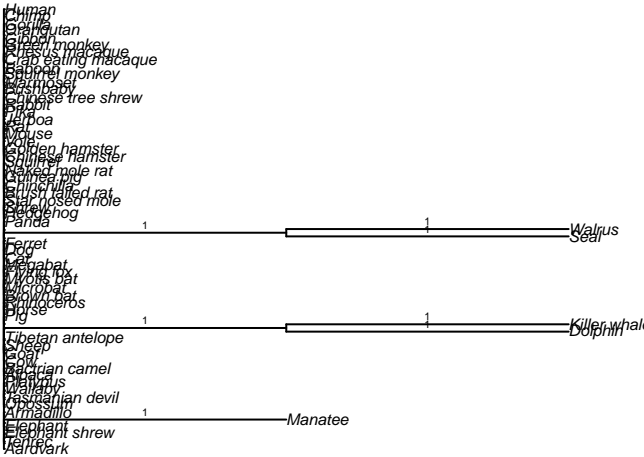 Human
Chimp
Gorilla
Orangutan
Gibbon
Green monkey
Rhesus macaque
Crab eating macaque
Baboon
Squirrel monkey
Marmoset
Bushbaby
Chinese tree shrew
Rabbit
Pika
Jerboa
Rat
Mouse
Vole
Golden hamster
Chinese hamster
Squirrel
Naked mole rat
Guinea pig
Chinchilla
Brush tailed rat
Star nosed mole
Shrew
Hedgehog
Panda
1
1
Walrus
1
Seal
Ferret
Dog
Cat
Megabat
Flying fox
Myotis bat
Microbat
Brown bat
Rhinoceros
Horse
Pig
1
1
Killer whale
1
Dolphin
Tibetan antelope
Sheep
Goat
Cow
Bactrian camel
Alpaca
Platypus
Wallaby
Tasmanian devil
Opossum
Armadillo
1
Manatee
Elephant
Elephant shrew
Tenrec
Aardvark